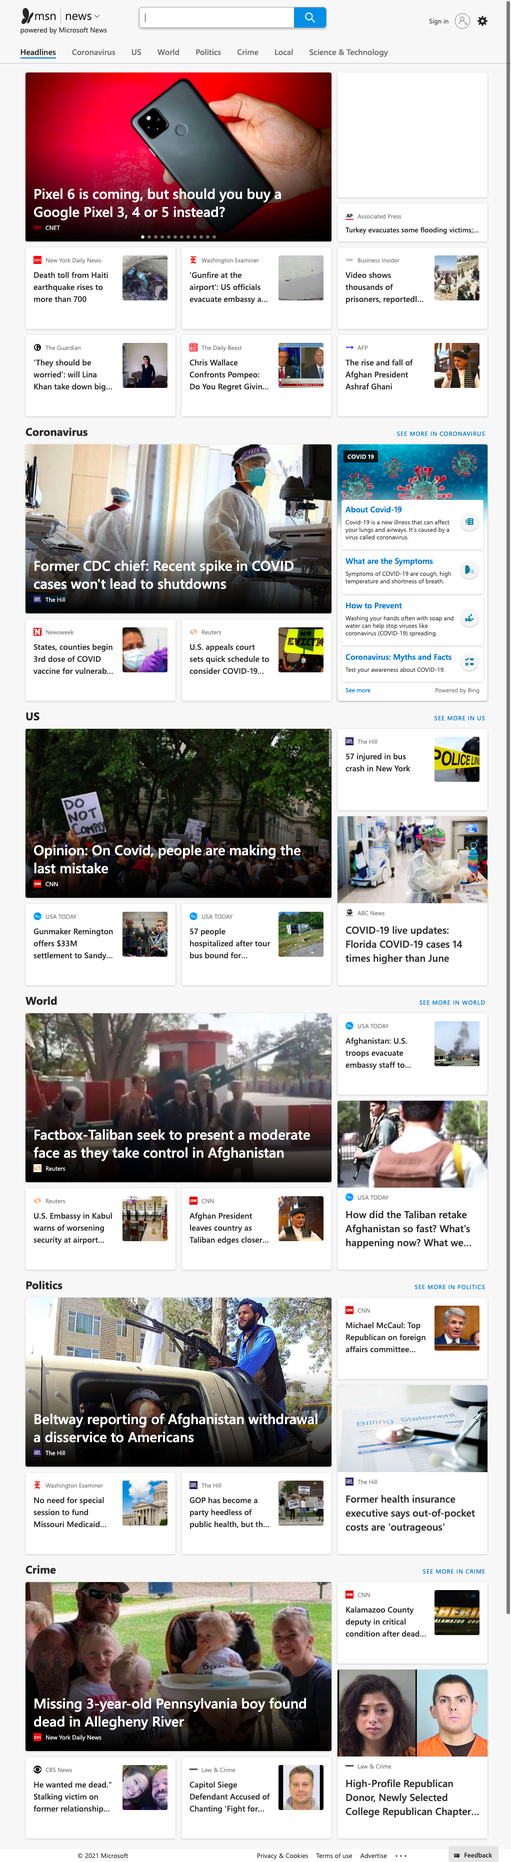 msn news
powered by Microsoft News
Sign in
Headlines Coronavirus US World Politics Crime Local Science & Technology
Pixel 6 is coming, but should you buy a
Google Pixel 3, 4 or 5 instead?
CNET
Associated Press
Turkey evacuates some flooding victims;...
New York Daily News
Death toll from Haiti
earthquake rises to
more than 700
Washington Examiner
'Gunfire at the
airport': US officials
evacuate embassy a...
Business Insider
Video shows
thousands of
prisoners, reportedl...
The Guardian
'They should be
worried': will Lina
Khan take down big...
The Daily Beast
Chris Wallace
Confronts Pompeo:
Do You Regret Givin...
AFP
The rise and fall of
Afghan President
Ashraf Ghani
Coronavirus
SEE MORE IN CORONAVIRUS
Former CDC chief: Recent spike in COVID
cases won't lead to shutdowns
The Hill
COVID 19
About Covid-19
Covid-19 is a new illness that can affect
your lungs and airways. It's caused by a
virus called coronavirus.
What are the Symptoms
Symptoms of COVID-19 are cough, high
temperature and shortness of breath.
How to Prevent
Washing your hands often with soap and
water can help stop viruses like
coronavirus (COVID-19) spreading.
Coronavirus: Myths and Facts
Test your awareness about COVID-19.
See more
Powered by Bing
Newsweek
States, counties begin
3rd dose of COVID
vaccine for vulnerab...
Reuters
U.S. appeals court
sets quick schedule to
consider COVID-19...
NO
EVICTI
US
SEE MORE IN US
DO
NOT
COMPLY
Opinion: On Covid, people are making the
last mistake
CNN
The Hill
57 injured in bus
crash in New York
POLICE LIN
ABC News
COVID-19 live updates:
Florida COVID-19 cases 14
times higher than June
USA TODAY
Gunmaker Remington
offers $33M
settlement to Sandy...
USA TODAY
57 people
hospitalized after tour
bus bound for...
World
SEE MORE IN WORLD
Factbox-Taliban seek to present a moderate
face as they take control in Afghanistan
Reuters
USA TODAY
Afghanistan: U.S.
troops evacuate
embassy staff to...
USA TODAY
How did the Taliban retake
Afghanistan so fast? What's
happening now? What we...
Reuters
U.S. Embassy in Kabul
warns of worsening
security at airport...
CNN
Afghan President
leaves country as
Taliban edges closer...
Politics
SEE MORE IN POLITICS
Beltway reporting of Afghanistan withdrawal
a disservice to Americans
The Hill
CNN
Michael McCaul: Top
Republican on foreign
affairs committee...
Billing Statement
The Hill
Former health insurance
executive says out-of-pocket
costs are 'outrageous'
Washington Examiner
No need for special
session to fund
Missouri Medicaid...
The Hill
GOP has become a
party heedless of
public health, but th...
Crime
SEE MORE IN CRIME
Missing 3-year-old Pennsylvania boy found
dead in Allegheny River
New York Daily News
CNN
Kalamazoo County
deputy in critical
condition after dead...
SHERI
Law & Crime
High-Profile Republican
Donor, Newly Selected
College Republican Chapter...
CBS News
He wanted me dead."
Stalking victim on
former relationship...
Law & Crime
Capitol Siege
Defendant Accused of
Chanting 'Fight for...
© 2021 Microsoft
Privacy & Cookies Terms of use Advertise ...
Feedback